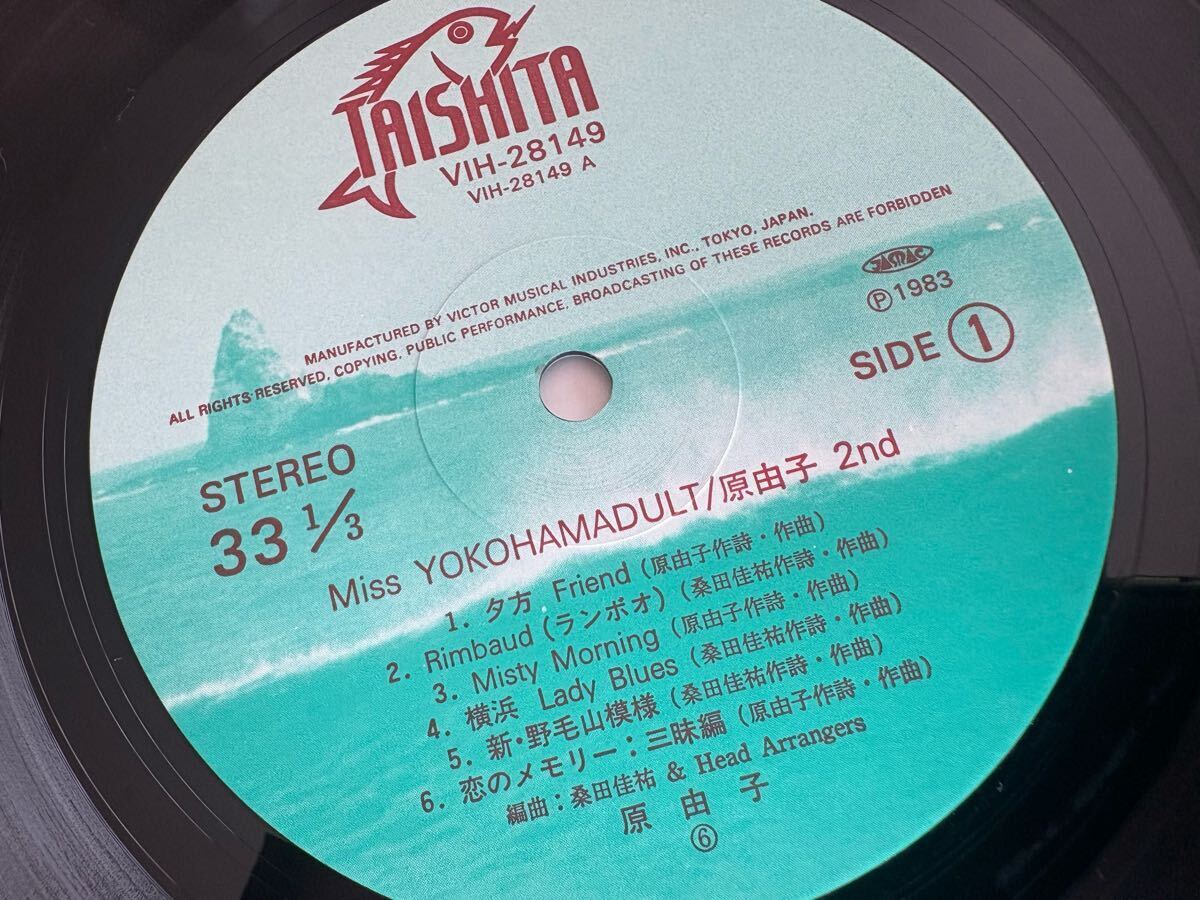 TAISHITA
VIH-28149
VIH-28149 A
MANUFACTURED BY VICTOR MUSICAL INDUSTRIES, INC., TOKYO, JAPAN.
ALL RIGHTS RESERVED, COPYING, PUBLIC PERFORMANCE, BROADCASTING OF THESE RECORDS ARE FORBIDDEN
JASRAC
Ⓟ1983
SIDE ①
STEREO
33 1/3
Miss YOKOHAMADULT/原由子 2nd
1. 夕方 Friend (原由子作詩・作曲)
2. Rimbaud (ランボオ) (桑田佳祐作詩・作曲)
3. Misty Morning (原由子作詩・作曲)
4. 横浜 Lady Blues (桑田佳祐作詩・作曲)
5. 新・野毛山模様 (桑田佳祐作詩・作曲)
6. 恋のメモリー：三昧編 (原由子作詩・作曲)
編曲：桑田佳祐 & Head Arrangers
原由子
⑥